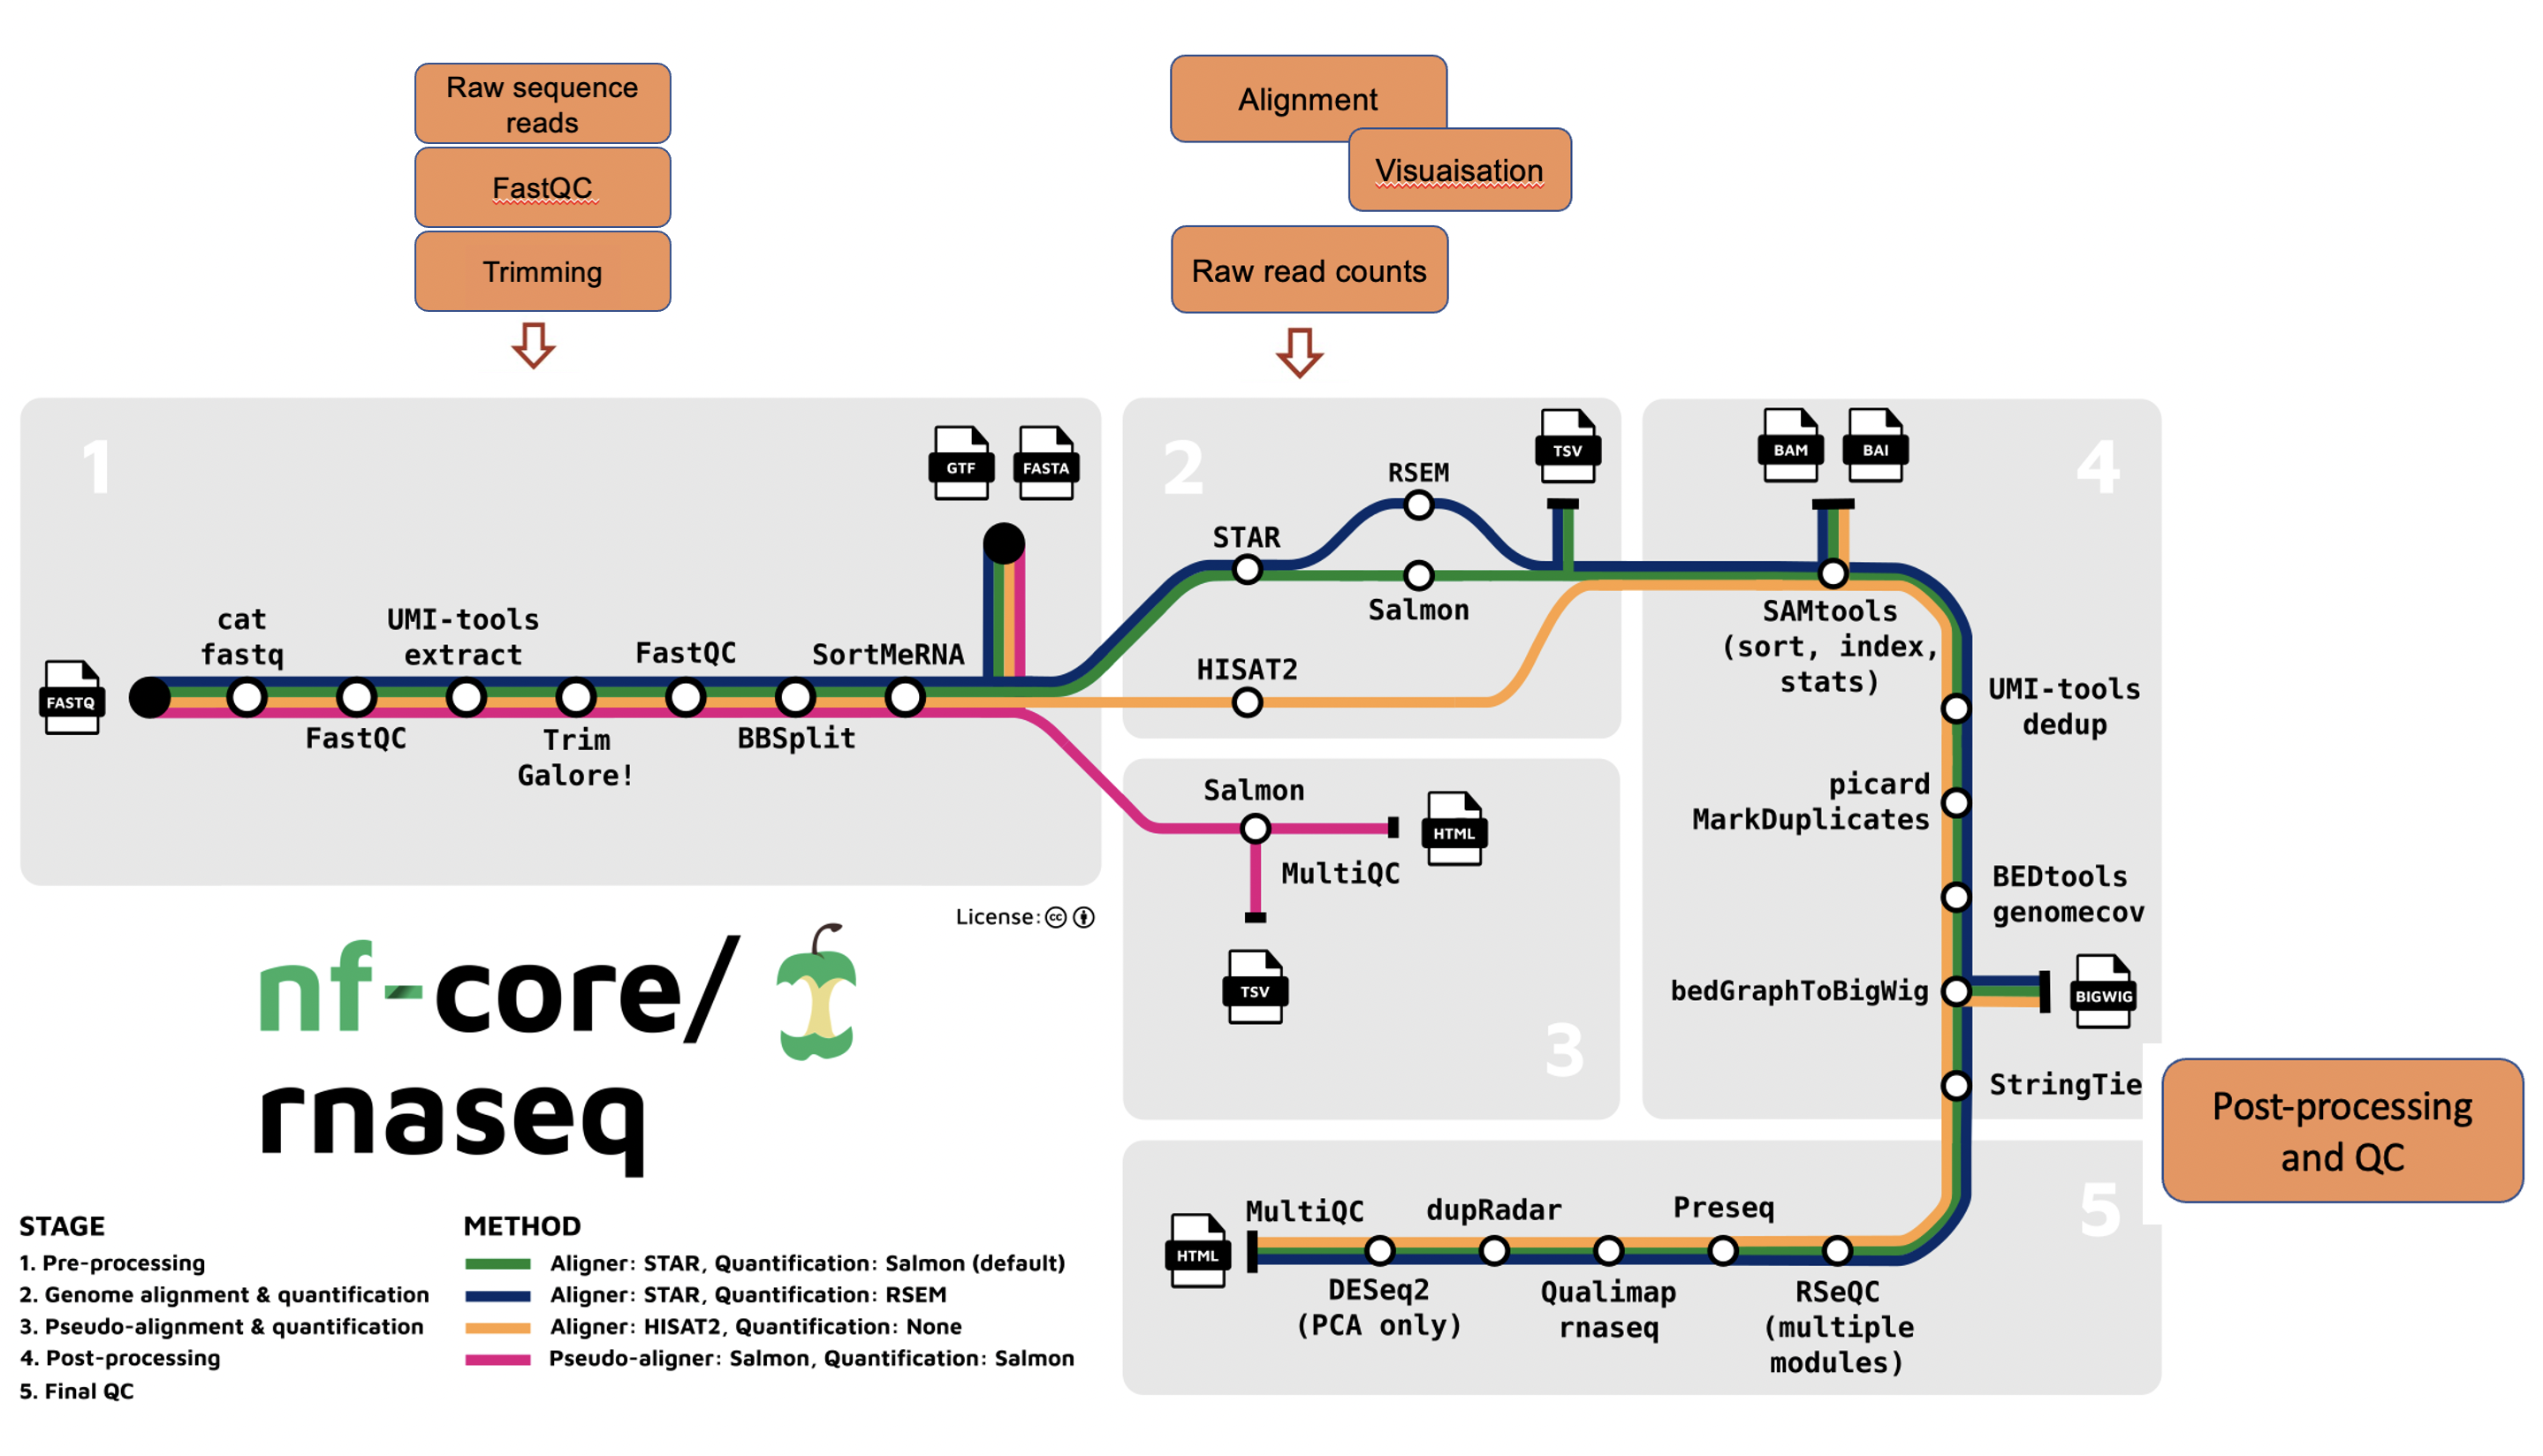 Raw sequence
reads
FastQC
Trimming
Alignment
Visuaisation
Raw read counts
1
GTF
FASTA
cat
fastq
UMI-tools
extract
FastQC
SortMeRNA
FASTQ
FastQC
Trim
Galore!
BBSplit
2
STAR
RSEM
TSV
Salmon
HISAT2
Salmon
MultiQC
HTML
TSV
3
4
BAM
BAI
SAMtools
(sort, index,
stats)
UMI-tools
dedup
picard
MarkDuplicates
BEDtools
genomecov
bedGraphToBigWig
BIGWIG
StringTie
Post-processing
and QC
5
HTML
MultiQC
dupRadar
Preseq
DESeq2
(PCA only)
Qualimap
rnaseq
RSeQC
(multiple
modules)
License: cc
nf-core/
rnaseq
STAGE
1. Pre-processing
2. Genome alignment & quantification
3. Pseudo-alignment & quantification
4. Post-processing
5. Final QC
METHOD
Aligner: STAR, Quantification: Salmon (default)
Aligner: STAR, Quantification: RSEM
Aligner: HISAT2, Quantification: None
Pseudo-aligner: Salmon, Quantification: Salmon